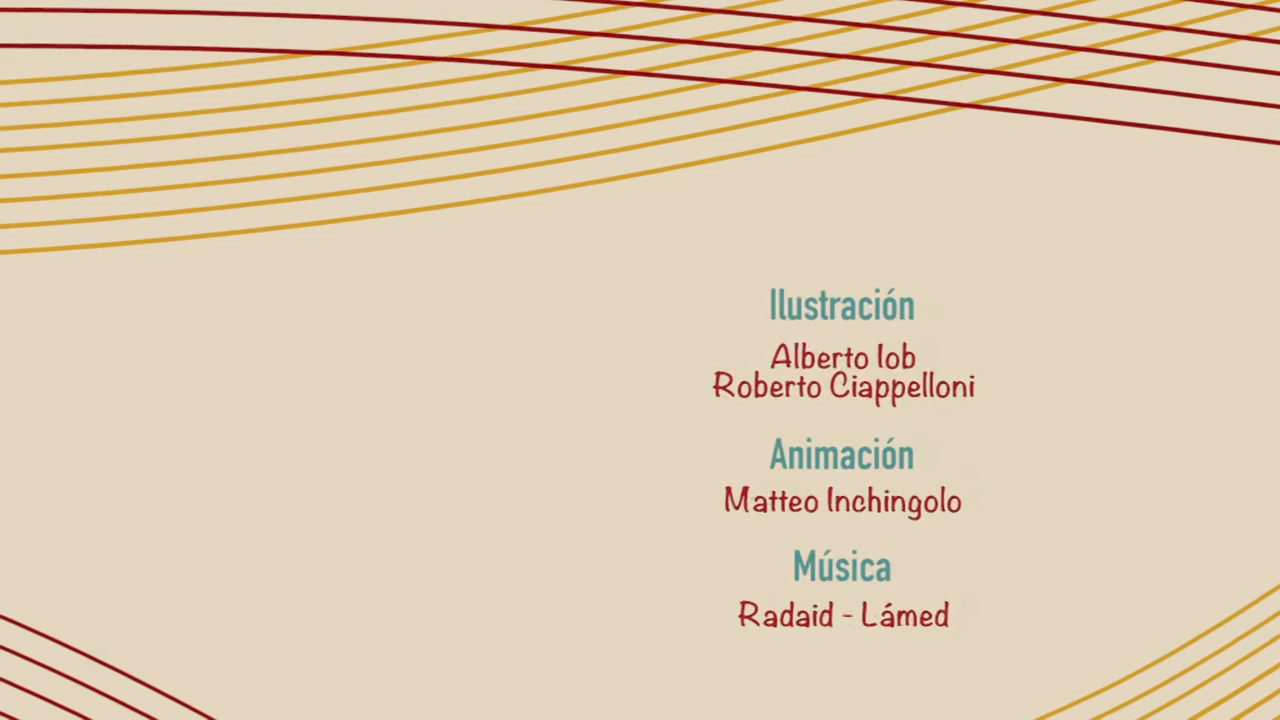 Ilustración
Alberto Iob
Roberto Ciappelloni
Animación
Matteo Inchingolo
Música
Radaid - Lámed